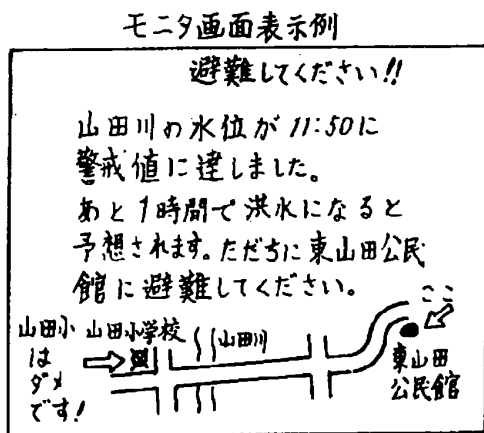 モニタ画面表示例
避難してください!!
山田川の水位が11:50に
警戒値に達しました。
あと1時間で洪水になると
予想されます。ただちに東山田公民
館に避難してください。
ここ
山田小
は
ダメ
です!
山田小学校
山田川
東山田
公民館